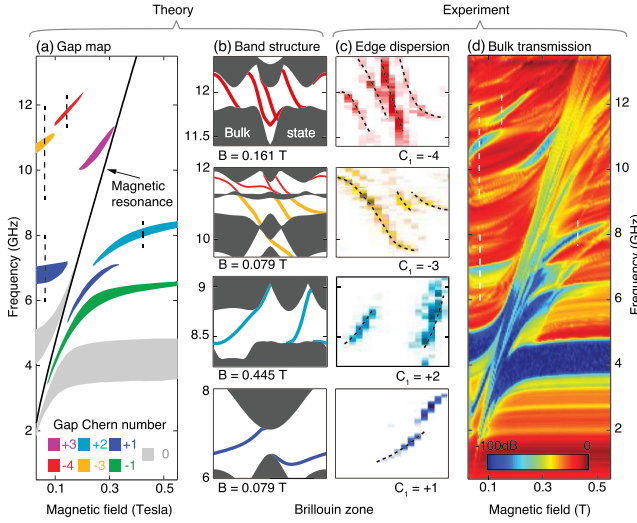 Theory
Experiment
(a) Gap map
(b) Band structure
(c) Edge dispersion
(d) Bulk transmission
Frequency (GHz)
12
10
8
6
4
2
Magnetic resonance
Gap Chern number
+3
+2
+1
0
-4
-3
-1
0.1
0.3
0.5
Magnetic field (Tesla)
12
11.5
Bulk
state
B = 0.161 T
C₁ = -4
12
10
B = 0.079 T
C₁ = -3
9
8.5
B = 0.445 T
C₁ = +2
8
6
B = 0.079 T
C₁ = +1
Brillouin zone
12
10
8
6
4
2
Frequency (GHz)
-100dB
0
0.1
0.3
0.5
Magnetic field (T)